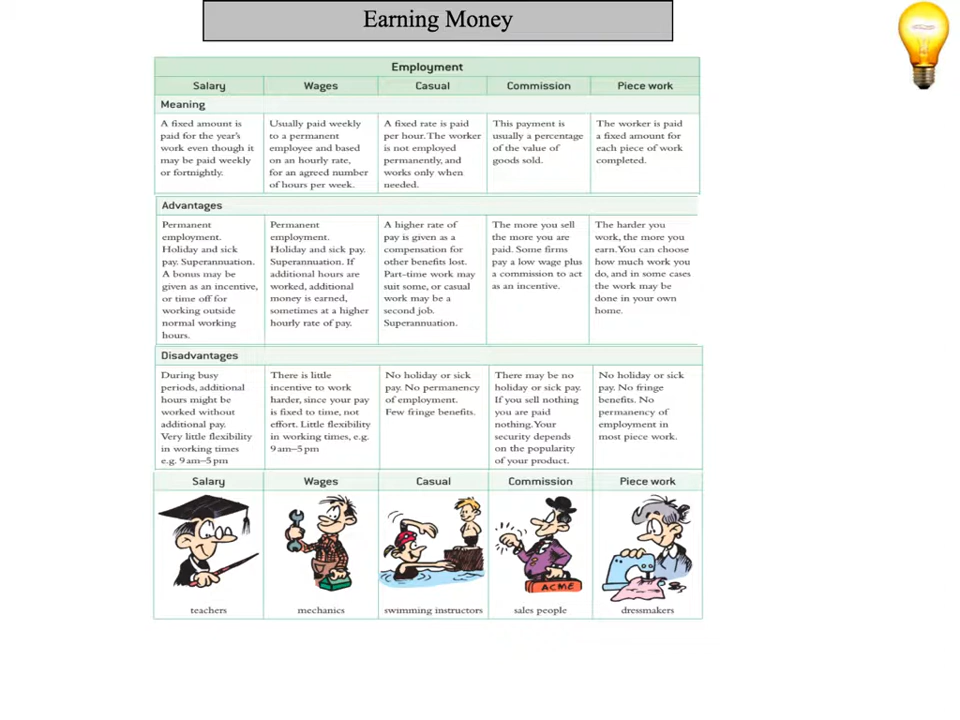 Earning Money
Employment
Salary
Wages
Casual
Commission
Piece work
Meaning
A fixed amount is
paid for the year's
work even though it
may be paid weekly
or fortnightly.
Usually paid weekly
to a permanent
employee and based
on an hourly rate,
for an agreed number
of hours per week.
A fixed rate is paid
per hour. The worker
is not employed
permanently, and
works only when
needed.
This payment is
usually a percentage
of the value of
goods sold.
The worker is paid
a fixed amount for
each piece of work
completed.
Advantages
Permanent
employment.
Holiday and sick
pay. Superannuation.
A bonus may be
given as an incentive,
or time off for
working outside
normal working
hours.
Permanent
employment.
Holiday and sick pay.
Superannuation. If
additional hours are
worked, additional
money is earned,
sometimes at a higher
hourly rate of pay.
A higher rate of
pay is given as a
compensation for
other benefits lost.
Part-time work may
suit some, or casual
work may be a
second job.
Superannuation.
The more you sell
the more you are
paid. Some firms
pay a low wage plus
a commission to act
as an incentive.
The harder you
work, the more you
earn. You can choose
how much work you
do, and in some cases
the work may be
done in your own
home.
Disadvantages
During busy
periods, additional
hours might be
worked without
additional pay.
Very little flexibility
in working times
e.g. 9 am–5 pm
There is little
incentive to work
harder, since your pay
is fixed to time, not
effort. Little flexibility
in working times, e.g.
9 am–5 pm
No holiday or sick
pay. No permanency
of employment.
Few fringe benefits.
There may be no
holiday or sick pay.
If you sell nothing
you are paid
nothing. Your
security depends
on the popularity
of your product.
No holiday or sick
pay. No fringe
benefits. No
permanency of
employment in
most piece work.
Salary
Wages
Casual
Commission
Piece work
ACME
teachers
mechanics
swimming instructors
sales people
dressmakers